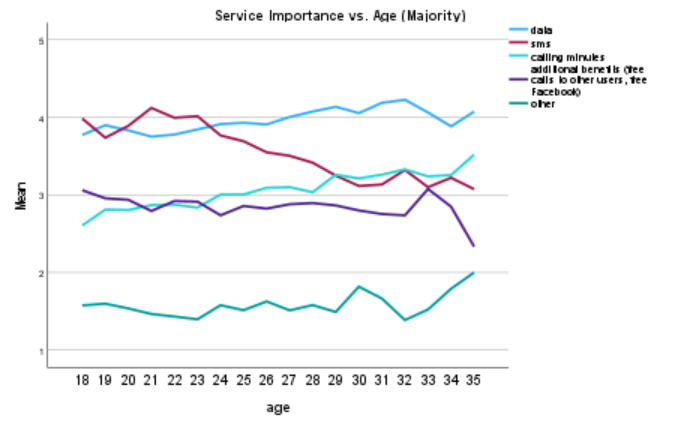 Service Importance vs. Age (Majority)
5
4
3
2
1
Mean
18 19 20 21 22 23 24 25 26 27 28 29 30 31 32 33 34 35
age
data
sms
calling minutes
additional benefits (fee
calls to other users, fee
Facebook)
other